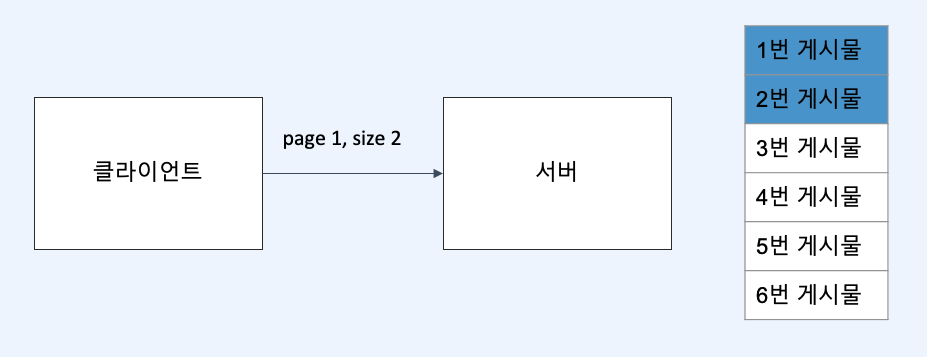 클라이언트
page 1, size 2
서버
1번 게시물
2번 게시물
3번 게시물
4번 게시물
5번 게시물
6번 게시물